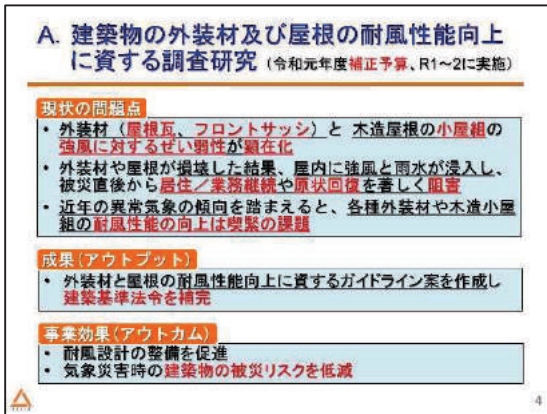 A. 建築物の外装材及び屋根の耐風性能向上
に資する調査研究（令和元年度補正予算、R1～2に実施）
現状の問題点
• 外装材（屋根瓦、フロントサッシ）と 木造屋根の小屋組の
強風に対するぜい弱性が顕在化
• 外装材や屋根が損壊した結果、屋内に強風と雨水が浸入し、
被災直後から居住／業務継続や原状回復を著しく阻害
• 近年の異常気象の傾向を踏まえると、各種外装材や木造小屋
組の耐風性能の向上は喫緊の課題
成果（アウトプット）
• 外装材と屋根の耐風性能向上に資するガイドライン案を作成し
建築基準法令を補完
事業効果（アウトカム）
• 耐風設計の整備を促進
• 気象災害時の建築物の被災リスクを低減
4